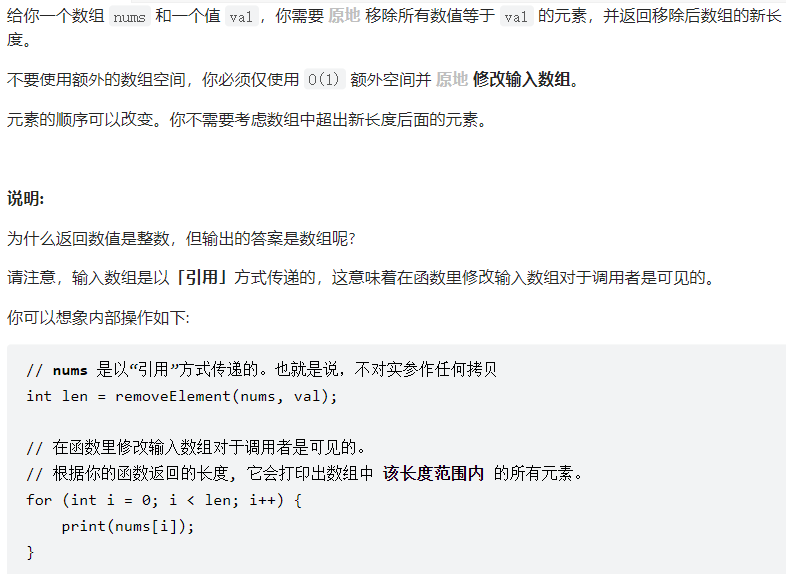 给你一个数组 nums 和一个值 val，你需要 原地 移除所有数值等于 val 的元素，并返回移除后数组的新长
度。
不要使用额外的数组空间，你必须仅使用 O(1) 额外空间并 原地 修改输入数组。
元素的顺序可以改变。你不需要考虑数组中超出新长度后面的元素。
说明:
为什么返回数值是整数，但输出的答案是数组呢?
请注意，输入数组是以「引用」方式传递的，这意味着在函数里修改输入数组对于调用者是可见的。
你可以想象内部操作如下:
// nums 是以“引用”方式传递的。也就是说，不对实参作任何拷贝
int len = removeElement(nums, val);
// 在函数里修改输入数组对于调用者是可见的。
// 根据你的函数返回的长度, 它会打印出数组中 该长度范围内 的所有元素。
for (int i = 0; i < len; i++) {
    print(nums[i]);
}